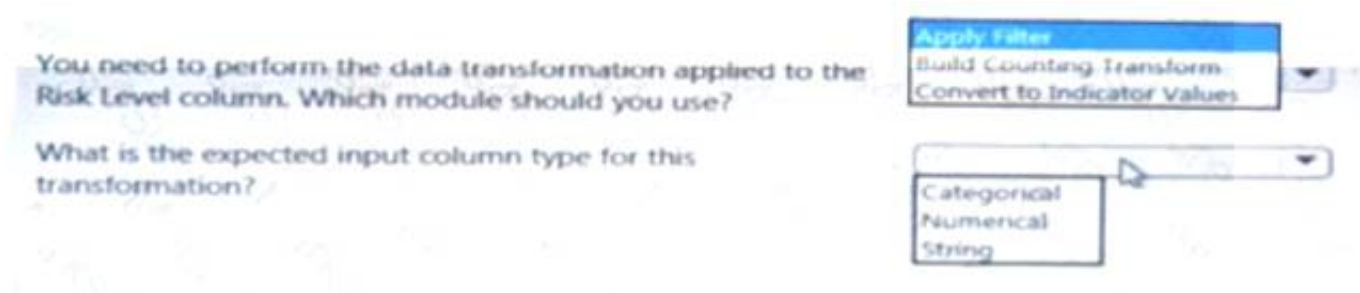 You need to perform the data transformation applied to the
Risk Level column. Which module should you use?
Apply Filter
Build Counting Transform
Convert to Indicator Values
What is the expected input column type for this
transformation?
Categorical
Numerical
String